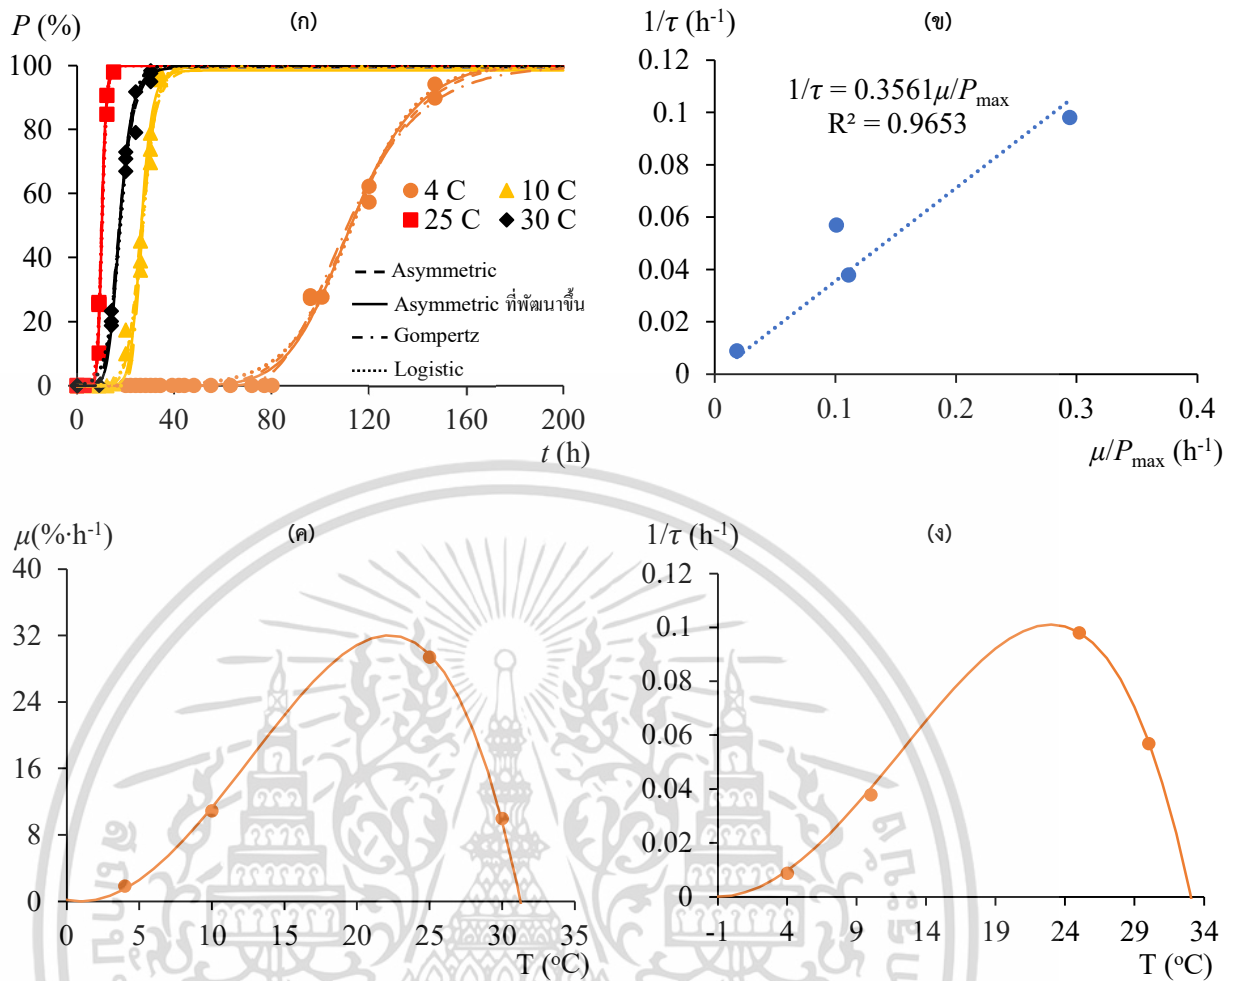 (ก)
P (%)
100
80
60
40
20
0
0 40 80 120 160 200
t (h)
4 C 10 C
25 C 30 C
Asymmetric
Asymmetric ที่พัฒนาขึ้น
Gompertz
Logistic
(ข)
1/τ (h⁻¹)
0.12
0.1
0.08
0.06
0.04
0.02
0
0 0.1 0.2 0.3 0.4
μ/Pmax (h⁻¹)
1/τ = 0.3561μ/Pmax
R² = 0.9653
(ค)
μ(%·h⁻¹)
40
32
24
16
8
0
0 5 10 15 20 25 30 35
T (°C)
(ง)
1/τ (h⁻¹)
0.12
0.1
0.08
0.06
0.04
0.02
0
-1 4 9 14 19 24 29 34
T (°C)